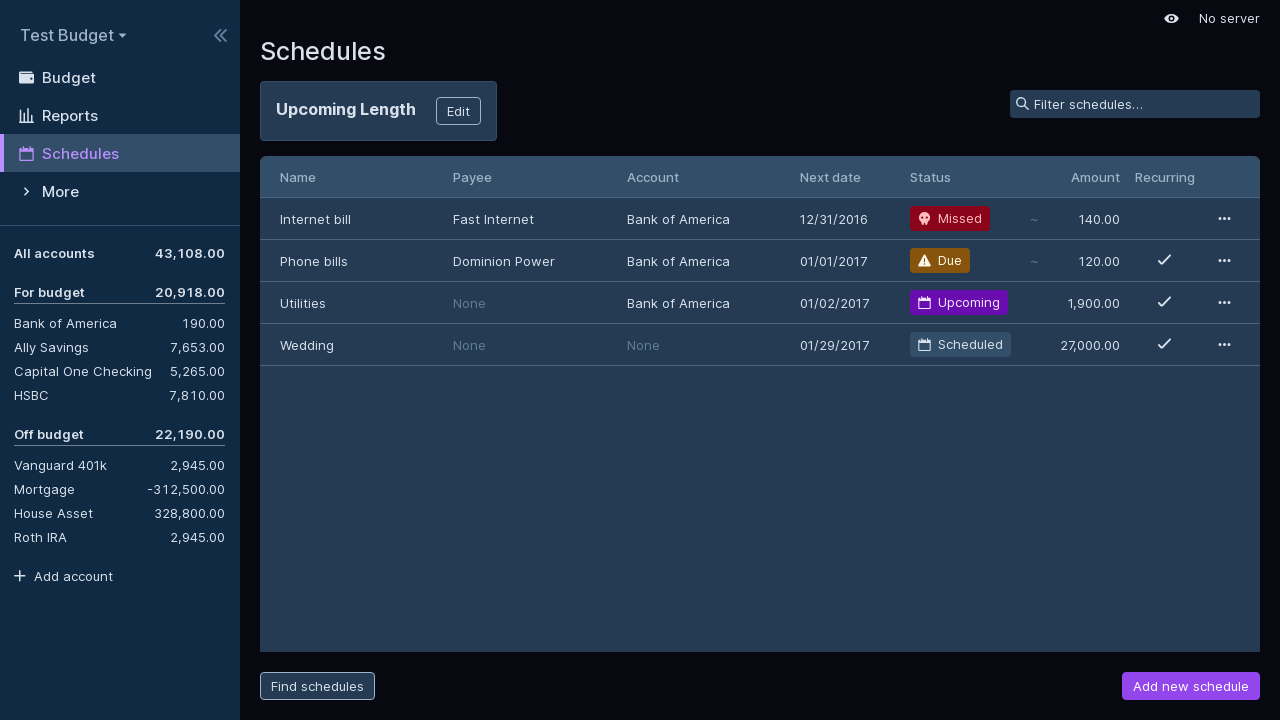 Test Budget
No server
Budget
Reports
Schedules
More
All accounts 43,108.00
For budget 20,918.00
Bank of America 190.00
Ally Savings 7,653.00
Capital One Checking 5,265.00
HSBC 7,810.00
Off budget 22,190.00
Vanguard 401k 2,945.00
Mortgage -312,500.00
House Asset 328,800.00
Roth IRA 2,945.00
Add account
Schedules
Upcoming Length Edit
Filter schedules…
Name Payee Account Next date Status Amount Recurring
Internet bill Fast Internet Bank of America 12/31/2016 Missed ~ 140.00
Phone bills Dominion Power Bank of America 01/01/2017 Due ~ 120.00
Utilities None Bank of America 01/02/2017 Upcoming 1,900.00
Wedding None None 01/29/2017 Scheduled 27,000.00
Find schedules
Add new schedule